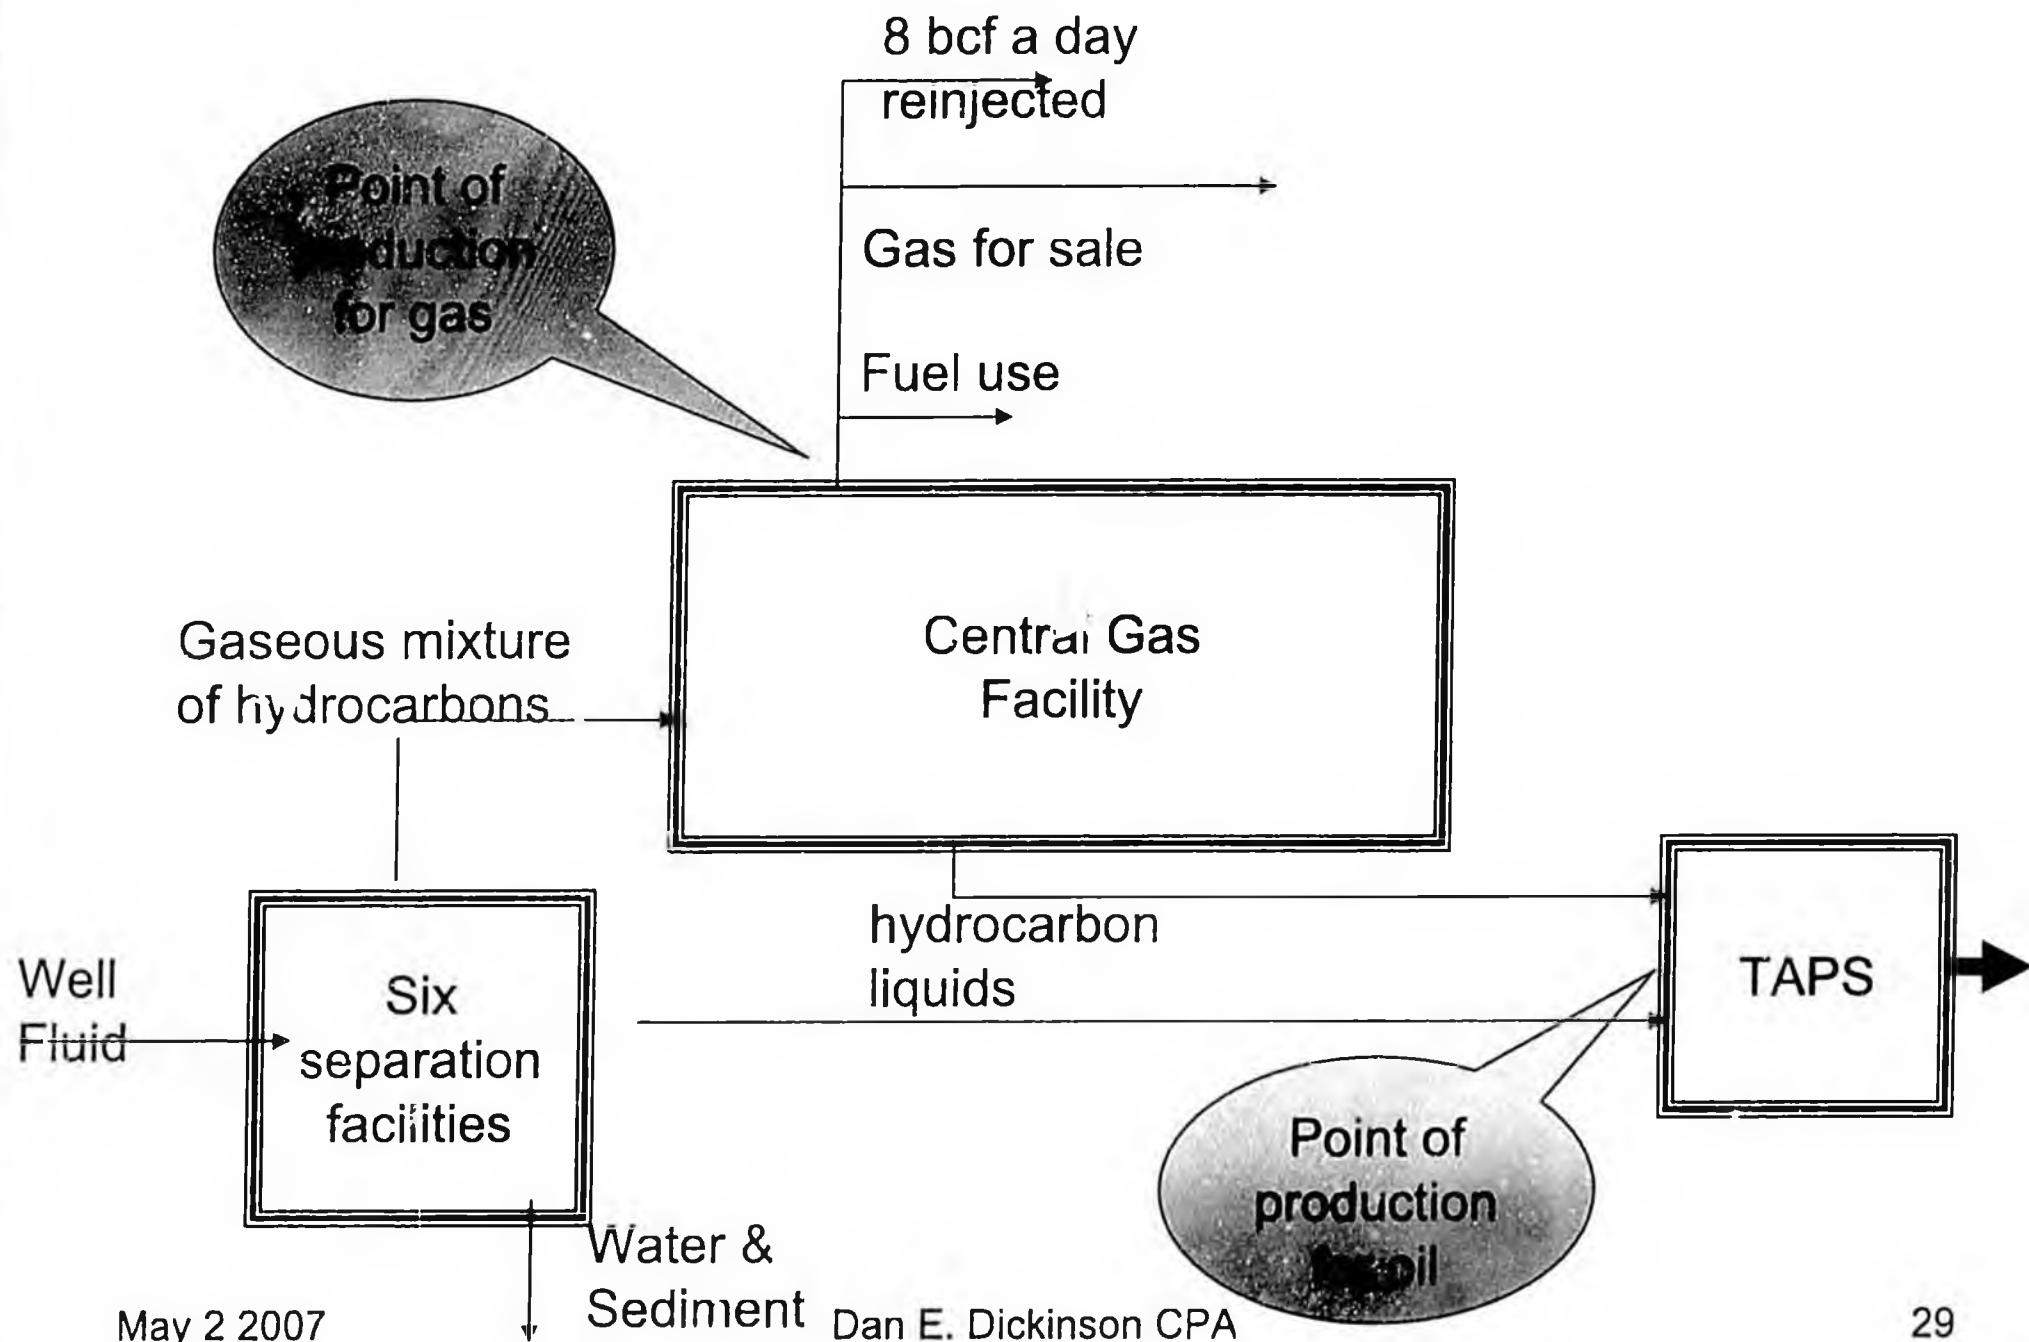 8 bcf a day
reinjected
Point of
production
for gas
Gas for sale
Fuel use
Gaseous mixture
of hydrocarbons
Central Gas
Facility
hydrocarbon
liquids
TAPS
Well
Fluid
Six
separation
facilities
Point of
production
for oil
Water &
Sediment
May 2 2007
Dan E. Dickinson CPA
29